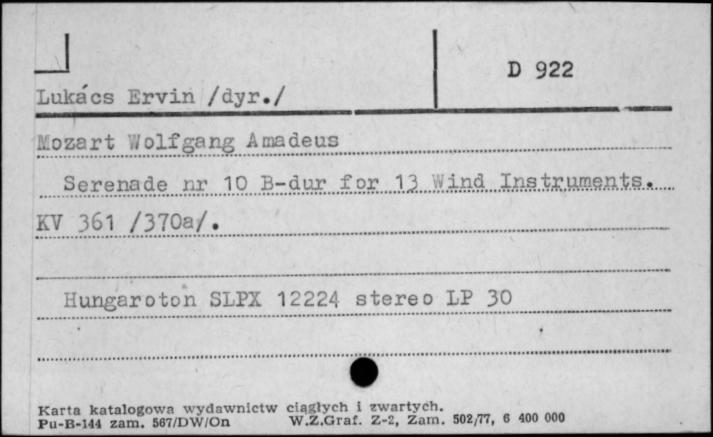 D 922
Lukács Ervin /dyr./
Mozart Wolfgang Amadeus
Serenade nr 10 B-dur for 13 Wind Instruments.
KV 361 /370a/.
Hungaroton SLPX 12224 stereo LP 30
Karta katalogowa wydawnictw ciągłych i zwartych.
Pu-B-144 zam. 567/DW/On W.Z.Graf. Z-2, Zam. 502/77, 6 400 000